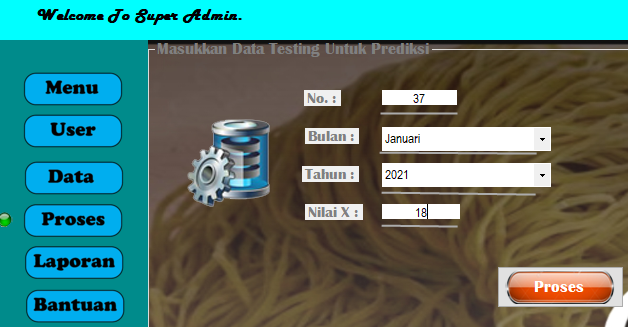 Welcome To Super Admin.
Masukkan Data Testing Untuk Prediksi
Menu
User
Data
Proses
Laporan
Bantuan
No. : 37
Bulan : Januari
Tahun : 2021
Nilai X : 18
Proses